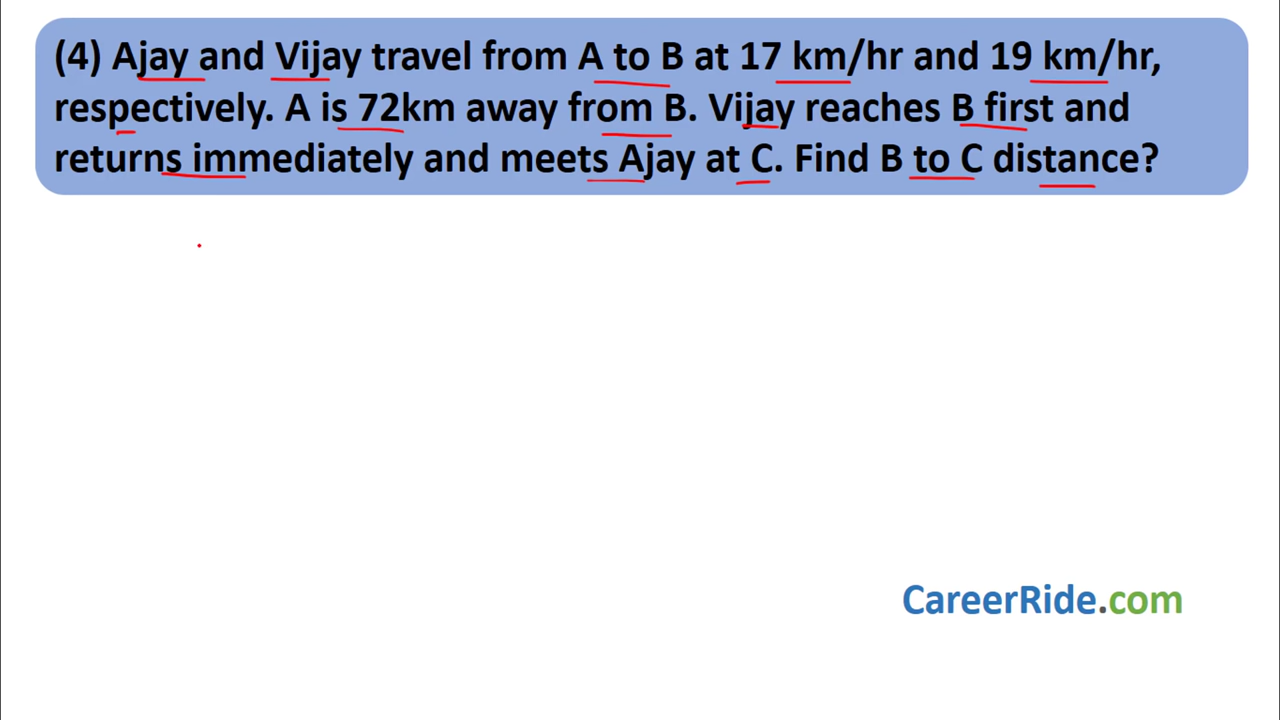 (4) Ajay and Vijay travel from A to B at 17 km/hr and 19 km/hr,
respectively. A is 72km away from B. Vijay reaches B first and
returns immediately and meets Ajay at C. Find B to C distance?
CareerRide.com